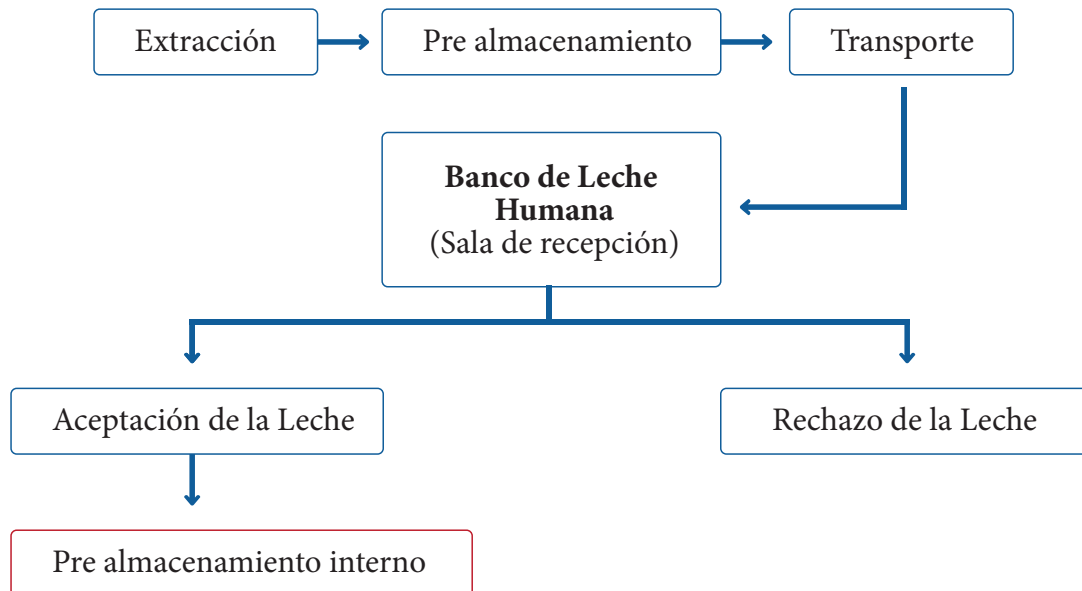 Extracción
Pre almacenamiento
Transporte
Banco de Leche
Humana
(Sala de recepción)
Aceptación de la Leche
Rechazo de la Leche
Pre almacenamiento interno